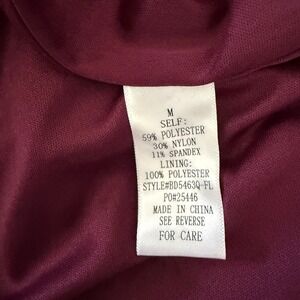 M
SELF:
59% POLYESTER
30% NYLON
11% SPANDEX
LINING:
100% POLYESTER
STYLE#BD5463Q-FL
PO#25446
MADE IN CHINA
SEE REVERSE
FOR CARE